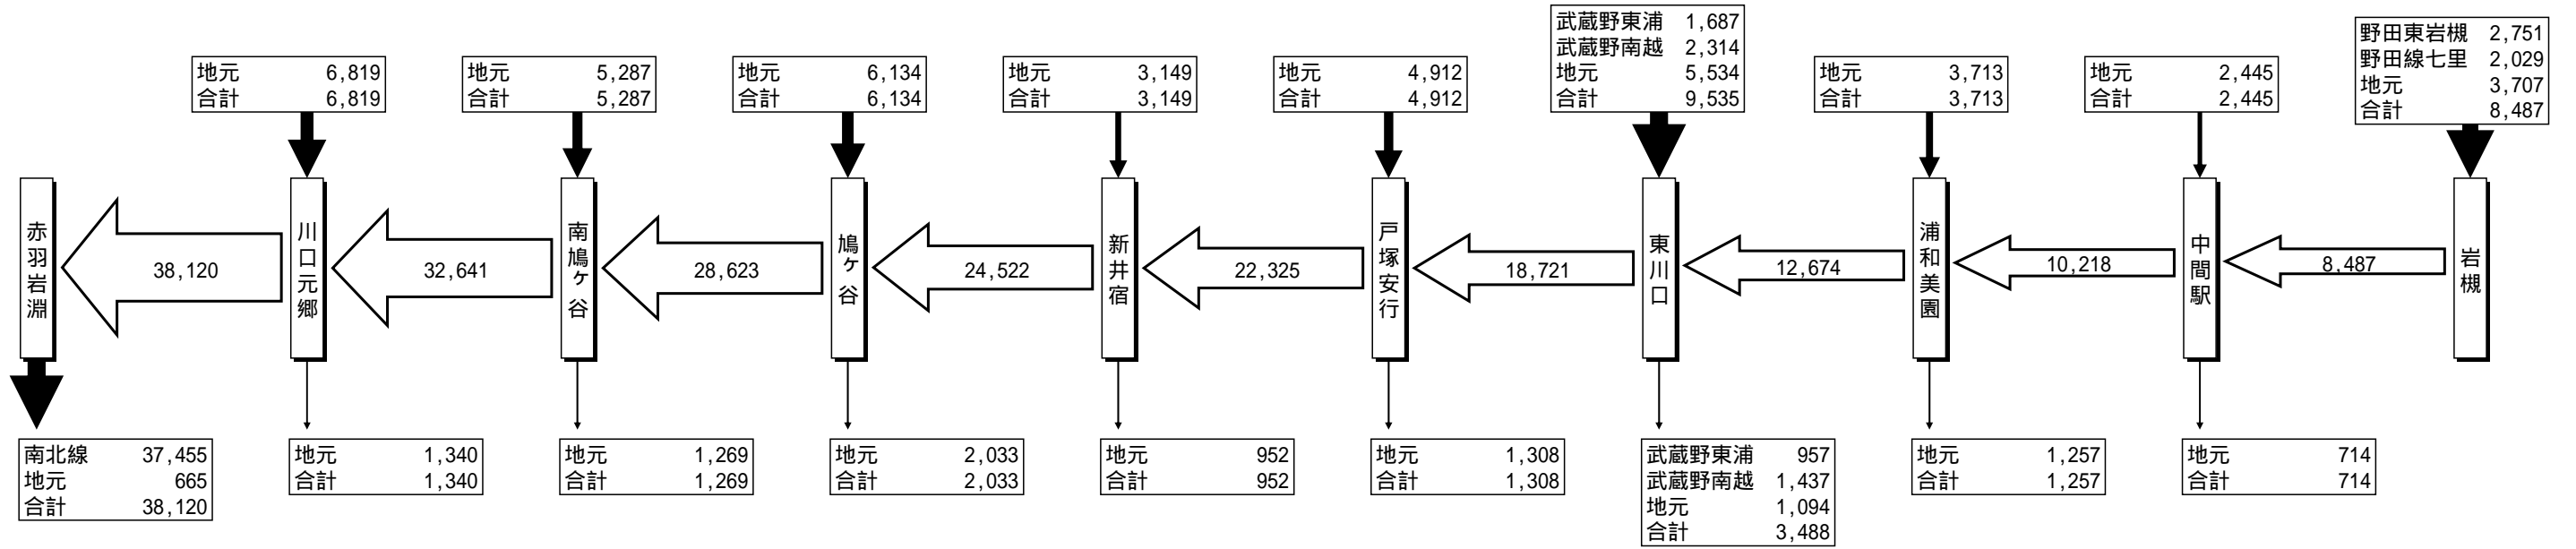 武蔵野東浦 1,687
武蔵野南越 2,314
地元 5,534
合計 9,535
野田東岩槻 2,751
野田線七里 2,029
地元 3,707
合計 8,487
地元 6,819
合計 6,819
地元 5,287
合計 5,287
地元 6,134
合計 6,134
地元 3,149
合計 3,149
地元 4,912
合計 4,912
地元 3,713
合計 3,713
地元 2,445
合計 2,445
赤羽岩淵
38,120
川口元郷
32,641
南鳩ヶ谷
28,623
鳩ヶ谷
24,522
新井宿
22,325
戸塚安行
18,721
東川口
12,674
浦和美園
10,218
中間駅
8,487
岩槻
南北線 37,455
地元 665
合計 38,120
地元 1,340
合計 1,340
地元 1,269
合計 1,269
地元 2,033
合計 2,033
地元 952
合計 952
地元 1,308
合計 1,308
武蔵野東浦 957
武蔵野南越 1,437
地元 1,094
合計 3,488
地元 1,257
合計 1,257
地元 714
合計 714